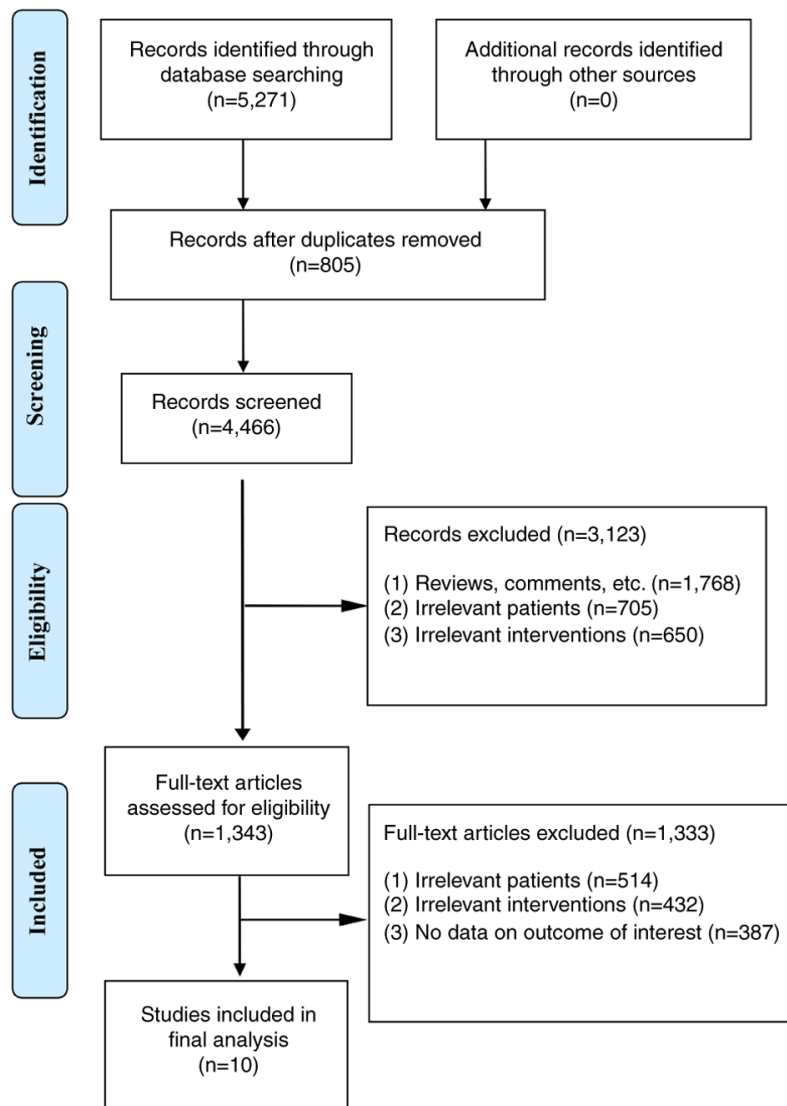 Identification
Records identified through
database searching
(n=5,271)
Additional records identified
through other sources
(n=0)
Records after duplicates removed
(n=805)
Screening
Records screened
(n=4,466)
Eligibility
Records excluded (n=3,123)
(1) Reviews, comments, etc. (n=1,768)
(2) Irrelevant patients (n=705)
(3) Irrelevant interventions (n=650)
Included
Full-text articles
assessed for eligibility
(n=1,343)
Full-text articles excluded (n=1,333)
(1) Irrelevant patients (n=514)
(2) Irrelevant interventions (n=432)
(3) No data on outcome of interest (n=387)
Studies included in
final analysis
(n=10)